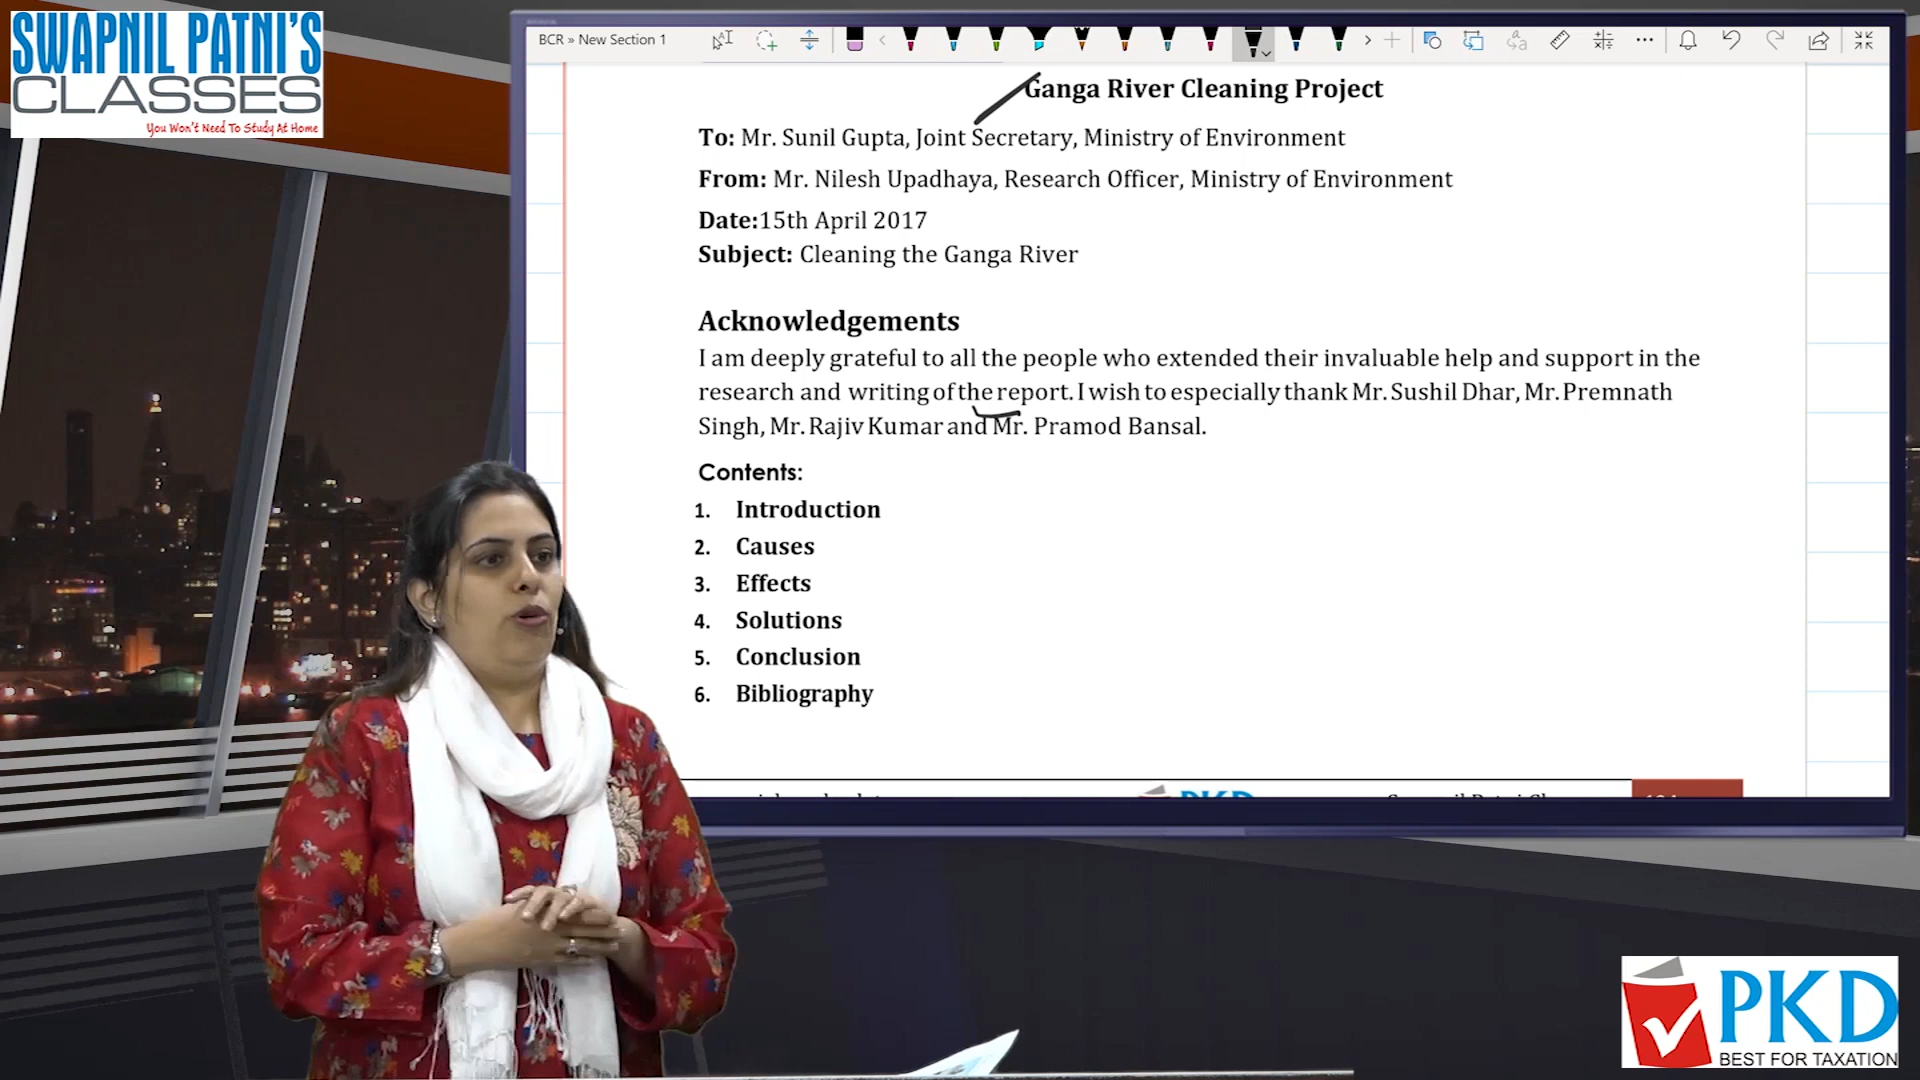 SWAPNIL PATNI'S
CLASSES
You Won't Need To Study At Home
BCR » New Section 1
Ganga River Cleaning Project
To: Mr. Sunil Gupta, Joint Secretary, Ministry of Environment
From: Mr. Nilesh Upadhaya, Research Officer, Ministry of Environment
Date:15th April 2017
Subject: Cleaning the Ganga River
Acknowledgements
I am deeply grateful to all the people who extended their invaluable help and support in the
research and writing of the report. I wish to especially thank Mr. Sushil Dhar, Mr. Premnath
Singh, Mr. Rajiv Kumar and Mr. Pramod Bansal.
Contents:
1. Introduction
2. Causes
3. Effects
4. Solutions
5. Conclusion
6. Bibliography
PKD
PKD
BEST FOR TAXATION